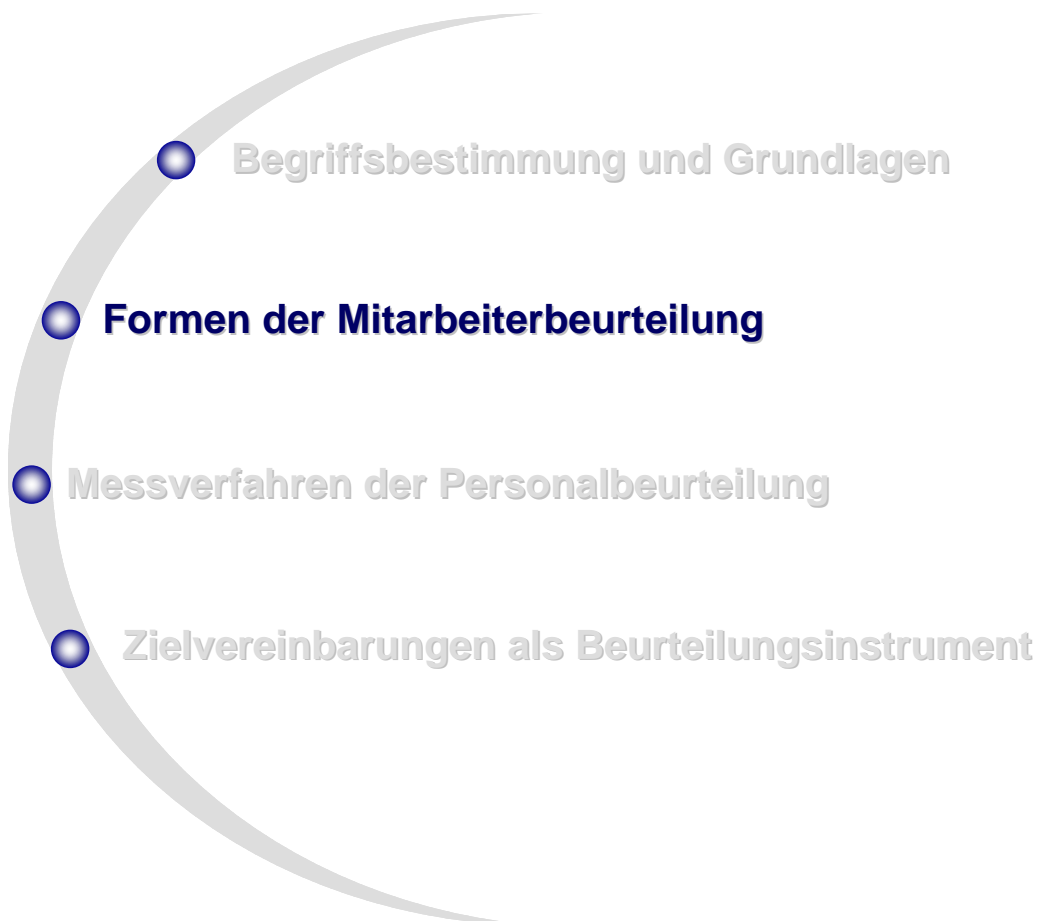 Begriffsbestimmung und Grundlagen
Formen der Mitarbeiterbeurteilung
Messverfahren der Personalbeurteilung
Zielvereinbarungen als Beurteilungsinstrument